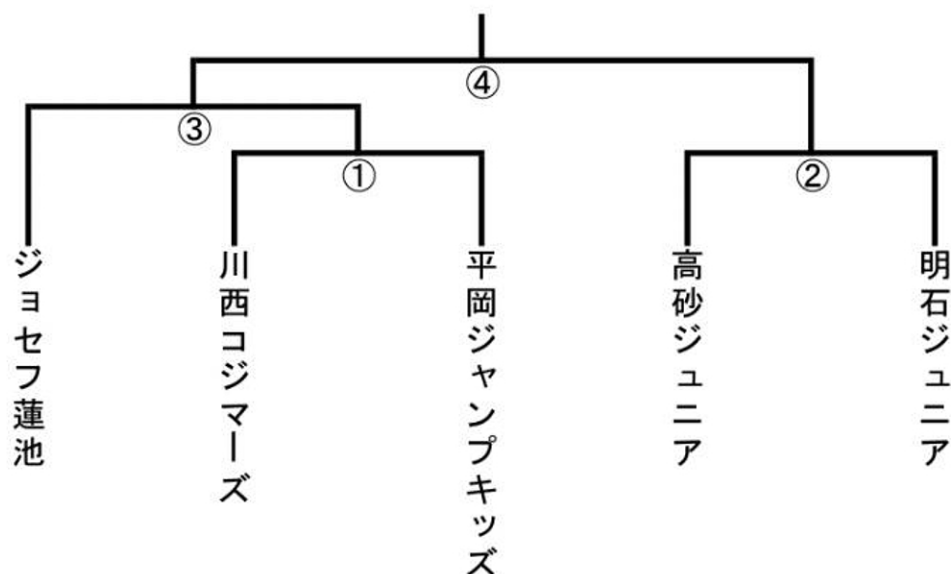 ④
③
①
②
ジョセフ蓮池
川西コジマーズ
平岡ジャンプキッズ
高砂ジュニア
明石ジュニア